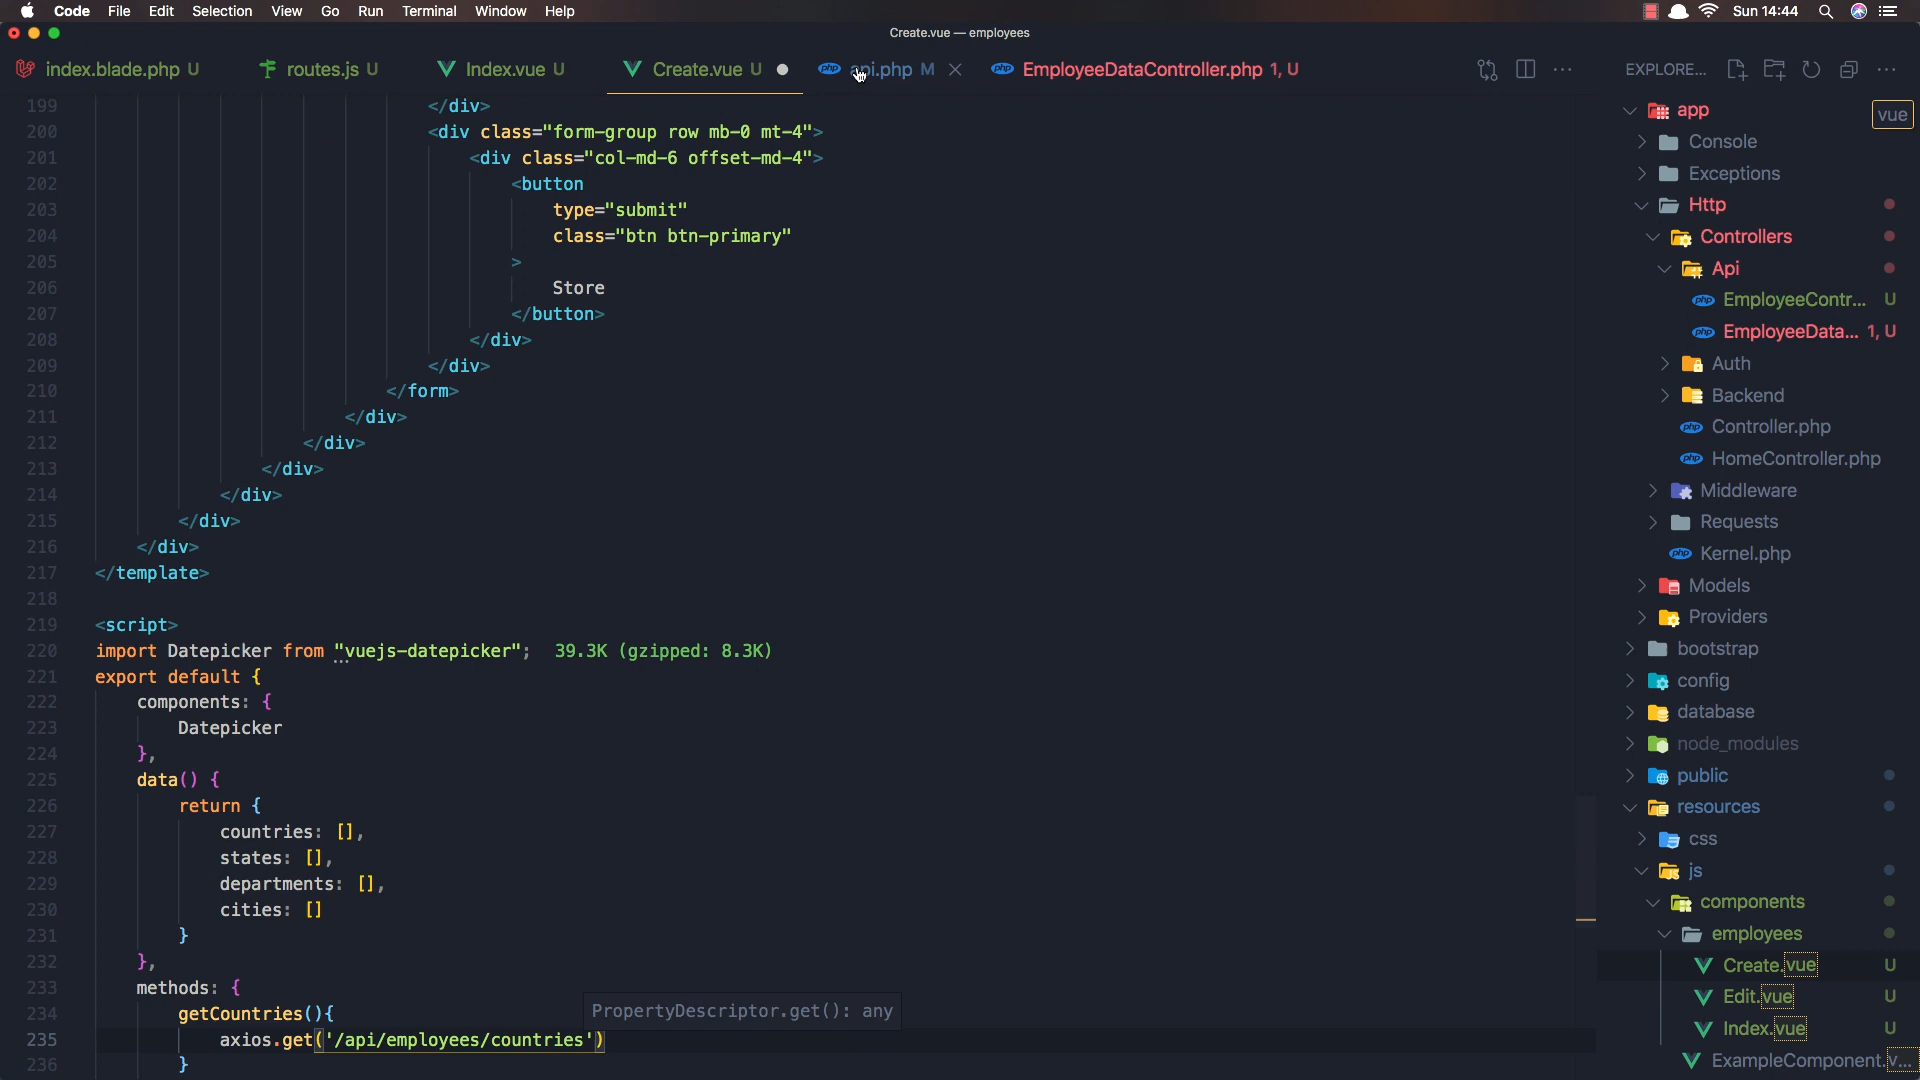 Code File Edit Selection View Go Run Terminal Window Help
Sun 14:44
Create.vue — employees
index.blade.php U
routes.js U
Index.vue U
Create.vue U
api.php M
EmployeeDataController.php 1, U
EXPLORE...
199 </div>
200 <div class="form-group row mb-0 mt-4">
201 <div class="col-md-6 offset-md-4">
202 <button
203 type="submit"
204 class="btn btn-primary"
205 >
206 Store
207 </button>
208 </div>
209 </div>
210 </form>
211 </div>
212 </div>
213 </div>
214 </div>
215 </div>
216 </div>
217 </template>
218
219 <script>
220 import Datepicker from "vuejs-datepicker"; 39.3K (gzipped: 8.3K)
221 export default {
222 components: {
223 Datepicker
224 },
225 data() {
226 return {
227 countries: [],
228 states: [],
229 departments: [],
230 cities: []
231 }
232 },
233 methods: {
234 getCountries(){
PropertyDescriptor.get(): any
235 axios.get('/api/employees/countries')
236 }
app
vue
Console
Exceptions
Http
Controllers
Api
EmployeeContr... U
EmployeeData... 1, U
Auth
Backend
Controller.php
HomeController.php
Middleware
Requests
Kernel.php
Models
Providers
bootstrap
config
database
node_modules
public
resources
css
js
components
employees
Create.vue U
Edit.vue U
Index.vue U
ExampleComponent.v...